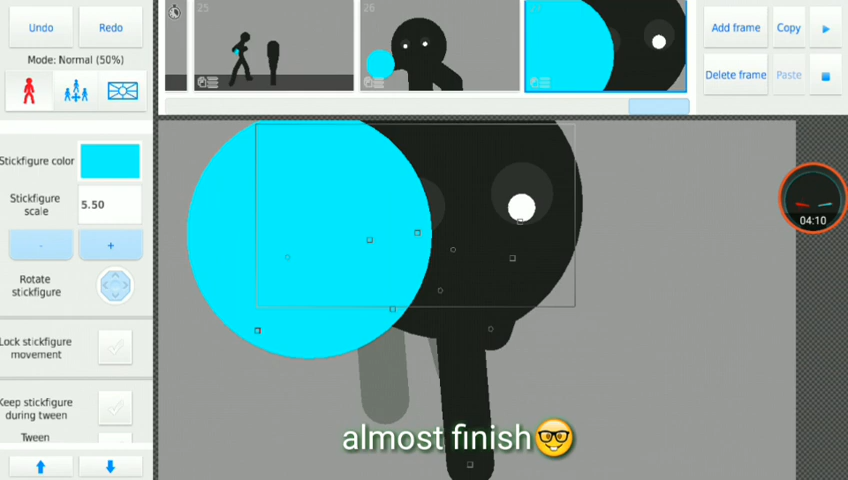 Undo
Redo
Mode: Normal (50%)
25
26
27
Add frame
Copy
Delete frame
Paste
Stickfigure color
Stickfigure
scale
5.50
-
+
Rotate
stickfigure
Lock stickfigure
movement
Keep stickfigure
during tween
Tween
04:10
almost finish🤓